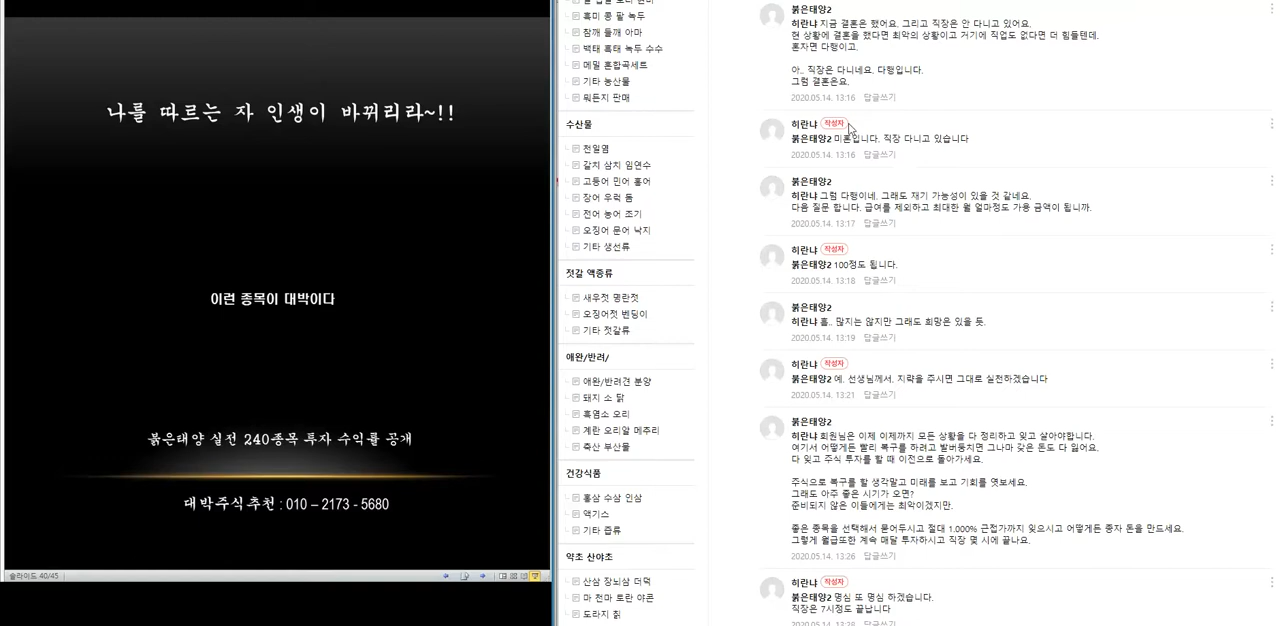 나를 따르는 자 인생이 바뀌리라~!!
이런 종목이 대박이다
붉은태양 실전 240종목 투자 수익률 공개
대박주식추천 : 010 – 2173 - 5680
슬라이드 40/45
흑미 콩 팥 녹두
참깨 들깨 아마
백태 흑태 녹두 수수
메밀 혼합곡세트
기타 농산물
뭐든지 판매
수산물
천일염
갈치 삼치 임연수
고등어 민어 홍어
장어 우럭 돔
전어 농어 조기
오징어 문어 낙지
기타 생선류
젓갈 액종류
새우젓 명란젓
오징어젓 벤딩이
기타 젓갈류
애완/반려/
애완/반려견 분양
돼지 소 닭
흑염소 오리
계란 오리알 메추리
축산 부산물
건강식품
홍삼 수삼 인삼
액기스
기타 즙류
약초 산야초
산삼 장뇌삼 더덕
마 천마 토란 야콘
도라지 칡
붉은태양2
히란냐 지금 결혼은 했어요. 그리고 직장은 안 다니고 있어요.
현 상황에 결혼을 했다면 최악의 상황이고 거기에 직업도 없다면 더 힘들텐데.
혼자면 다행이고.
아.. 직장은 다니네요. 다행입니다.
그럼 결혼은요.
2020.05.14. 13:16 답글쓰기
히란냐 작성자
붉은태양2 미혼입니다. 직장 다니고 있습니다
2020.05.14. 13:16 답글쓰기
붉은태양2
히란냐 그럼 다행이네. 그래도 재기 가능성이 있을 것 같네요.
다음 질문 합니다. 급여를 제외하고 최대한 월 얼마정도 가용 금액이 됩니까.
2020.05.14. 13:17 답글쓰기
히란냐 작성자
붉은태양2 100정도 됩니다.
2020.05.14. 13:18 답글쓰기
붉은태양2
히란냐 흠.. 많지는 않지만 그래도 희망은 있을 듯.
2020.05.14. 13:19 답글쓰기
히란냐 작성자
붉은태양2 예. 선생님께서. 지략을 주시면 그대로 실전하겠습니다
2020.05.14. 13:21 답글쓰기
붉은태양2
히란냐 회원님은 이제 이제까지 모든 상황을 다 정리하고 잊고 살아야합니다.
여기서 어떻게든 빨리 복구를 하려고 발버둥치면 그나마 갖은 돈도 다 잃어요.
다 잊고 주식 투자를 할 때 이전으로 돌아가세요.
주식으로 복구를 할 생각말고 미래를 보고 기회를 엿보세요.
그래도 아주 좋은 시기가 오면?
준비되지 않은 이들에게는 최악이겠지만.
좋은 종목을 선택해서 묻어두시고 절대 1.000% 근접가까지 잊으시고 어떻게든 종자 돈을 만드세요.
그렇게 월급또한 계속 매달 투자하시고 직장 몇 시에 끝나요.
2020.05.14. 13:26 답글쓰기
히란냐 작성자
붉은태양2 명심 또 명심 하겠습니다.
직장은 7시정도 끝납니다
2020.05.14. 13:28 답글쓰기